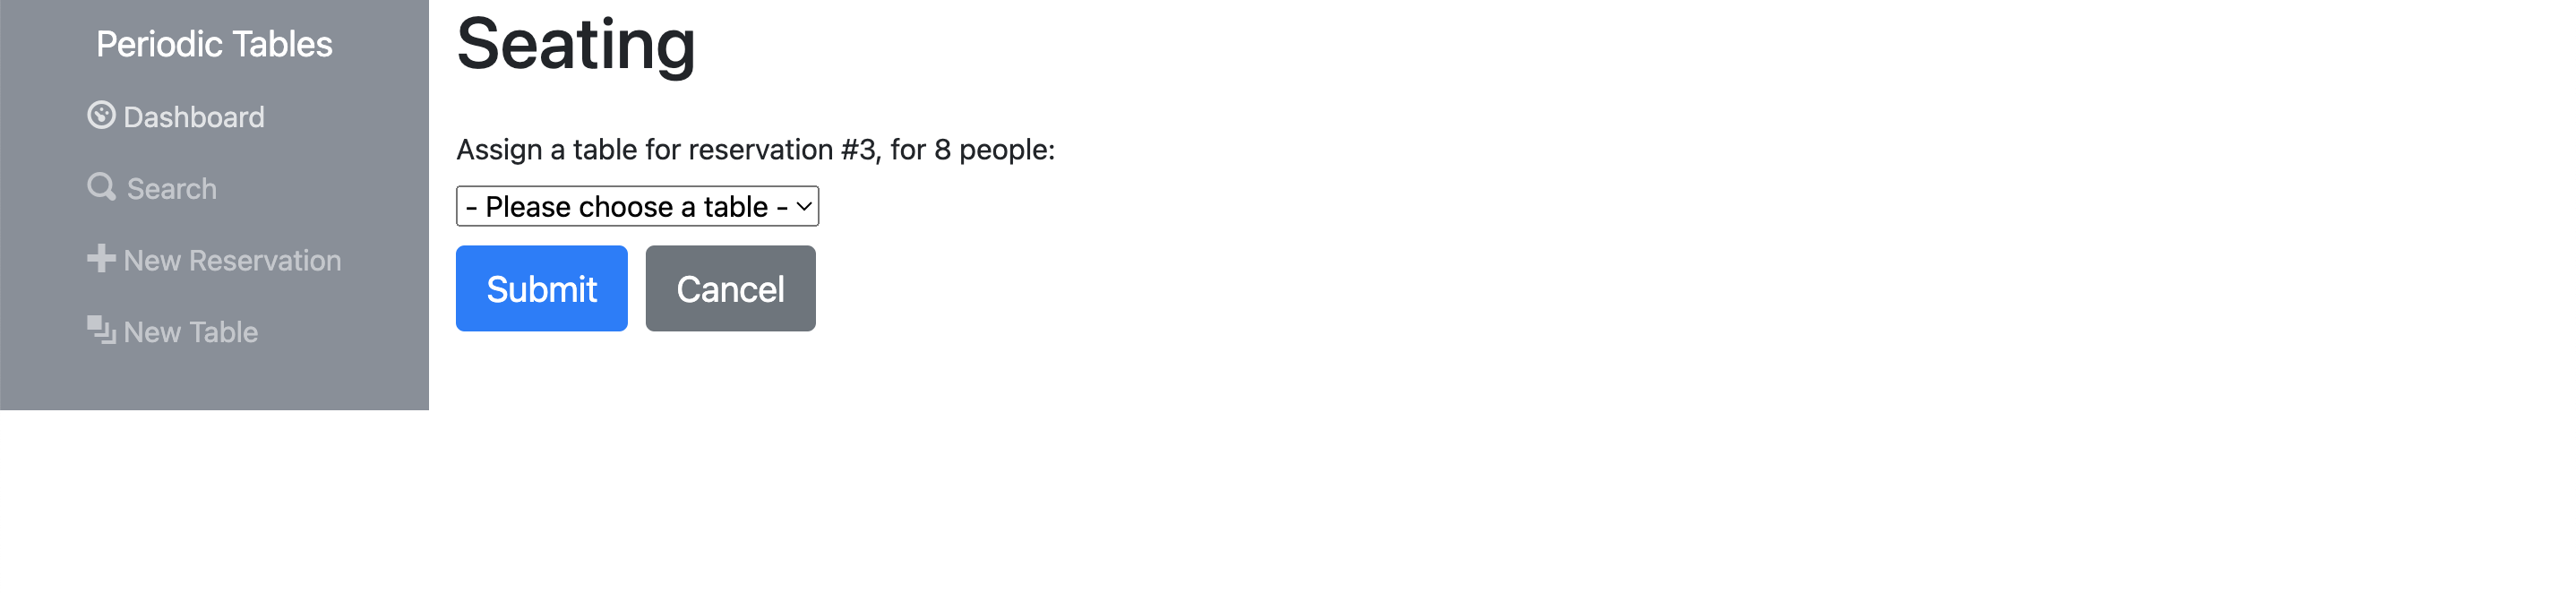 Periodic Tables
Dashboard
Search
New Reservation
New Table
Seating
Assign a table for reservation #3, for 8 people:
- Please choose a table -
Submit
Cancel